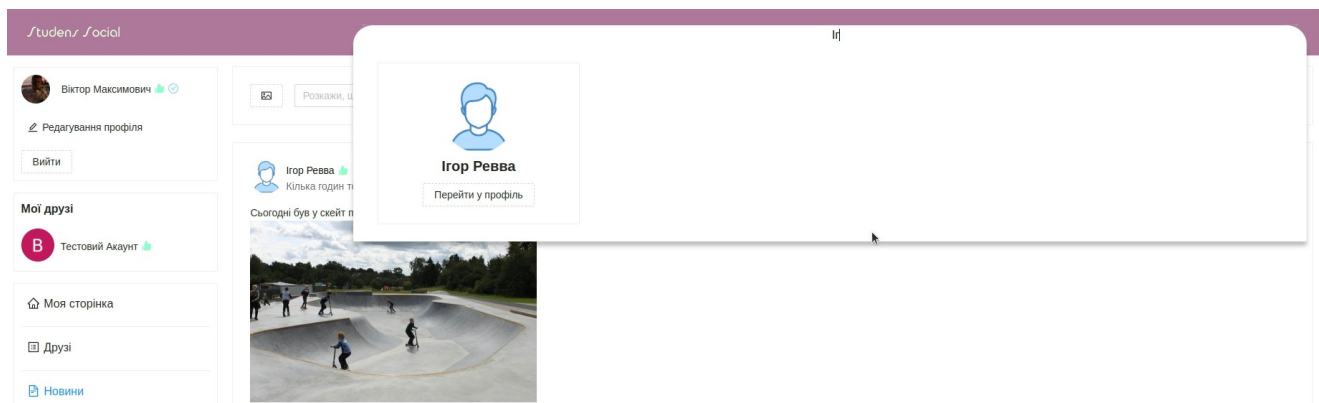 Studens Social
Іг
Віктор Максимович
Редагування профіля
Вийти
Мої друзі
В
Тестовий Акаунт
Моя сторінка
Друзі
Новини
Розкажи, щ
Ігор Ревва
Кілька годин т
Сьогодні був у скейт п
Ігор Ревва
Перейти у профіль